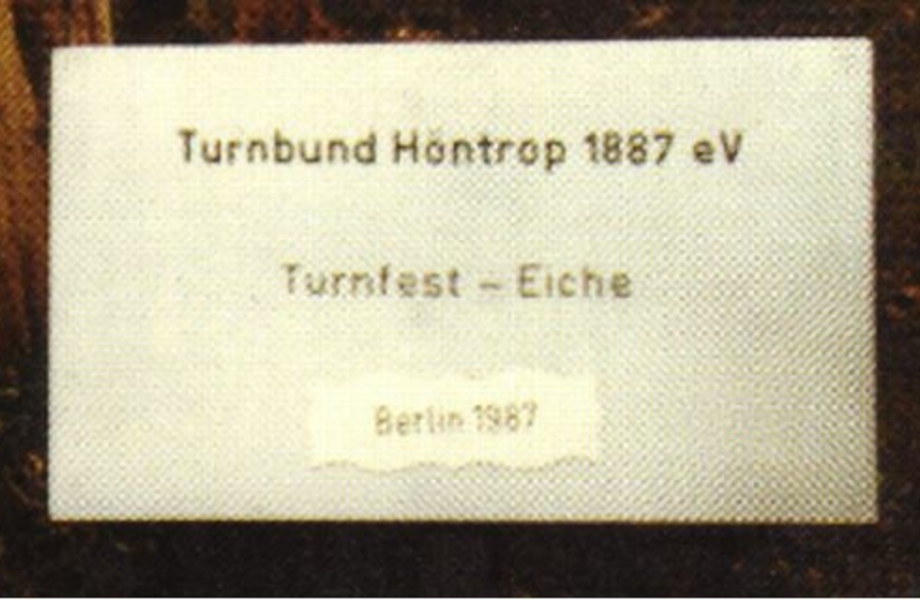 Turnbund Höntrop 1887 eV
Turnfest – Eiche
Berlin 1987